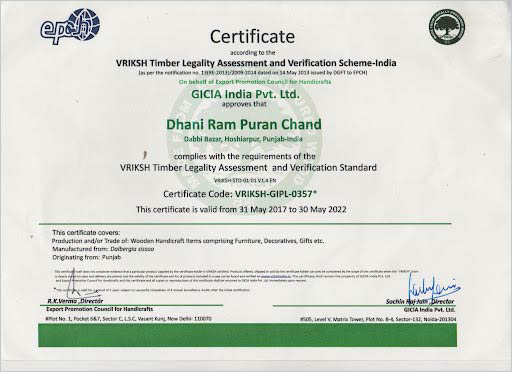 epch
Certificate
according to the
VRIKSH Timber Legality Assessment and Verification Scheme-India
(as per the notification no. 13(RE-2013)/2009-2014 dated on 14 May 2013 issued by DGFT to EPCH)
On behalf of Export Promotion Council for Handicrafts
GICIA India Pvt. Ltd.
approves that
Dhani Ram Puran Chand
Dabbi Bazar, Hoshiarpur, Punjab-India
complies with the requirements of the
VRIKSH Timber Legality Assessment and Verification Standard
VRIKSH-STD-01-01 V1.4 EN
Certificate Code: VRIKSH-GIPL-0357*
This certificate is valid from 31 May 2017 to 30 May 2022
This certificate covers:
Production and/or Trade of: Wooden Handicraft Items comprising Furniture, Decoratives, Gifts etc.
Manufactured from: Dalbergia sissoo
Originating from: Punjab
R.K.Verma ,Director
Export Promotion Council for Handicrafts
#Plot No. 1, Pocket 6&7, Sector C, L.S.C, Vasant Kunj, New Delhi- 110070
Sachin Raj Jain ,Director
GICIA India Pvt. Ltd.
#505, Level V, Matrix Tower, Plot No. B-4, Sector-132, Noida-201304